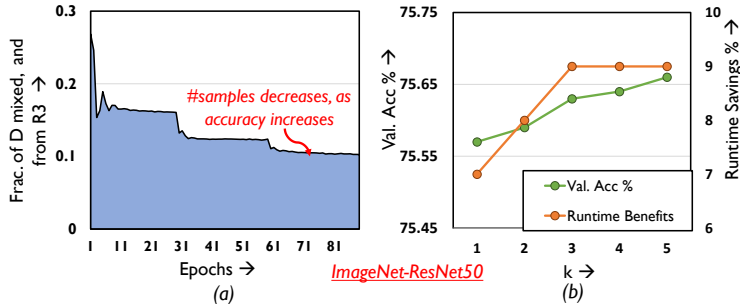 Frac. of D mixed, and
from R3 →
0.3
0.2
0.1
0
#samples decreases, as
accuracy increases
1 11 21 31 41 51 61 71 81
Epochs →
(a)
ImageNet-ResNet50
Val. Acc % →
75.75
75.65
75.55
75.45
Val. Acc %
Runtime Benefits
1 2 3 4 5
k →
(b)
10
9
8
7
6
Runtime Savings % →